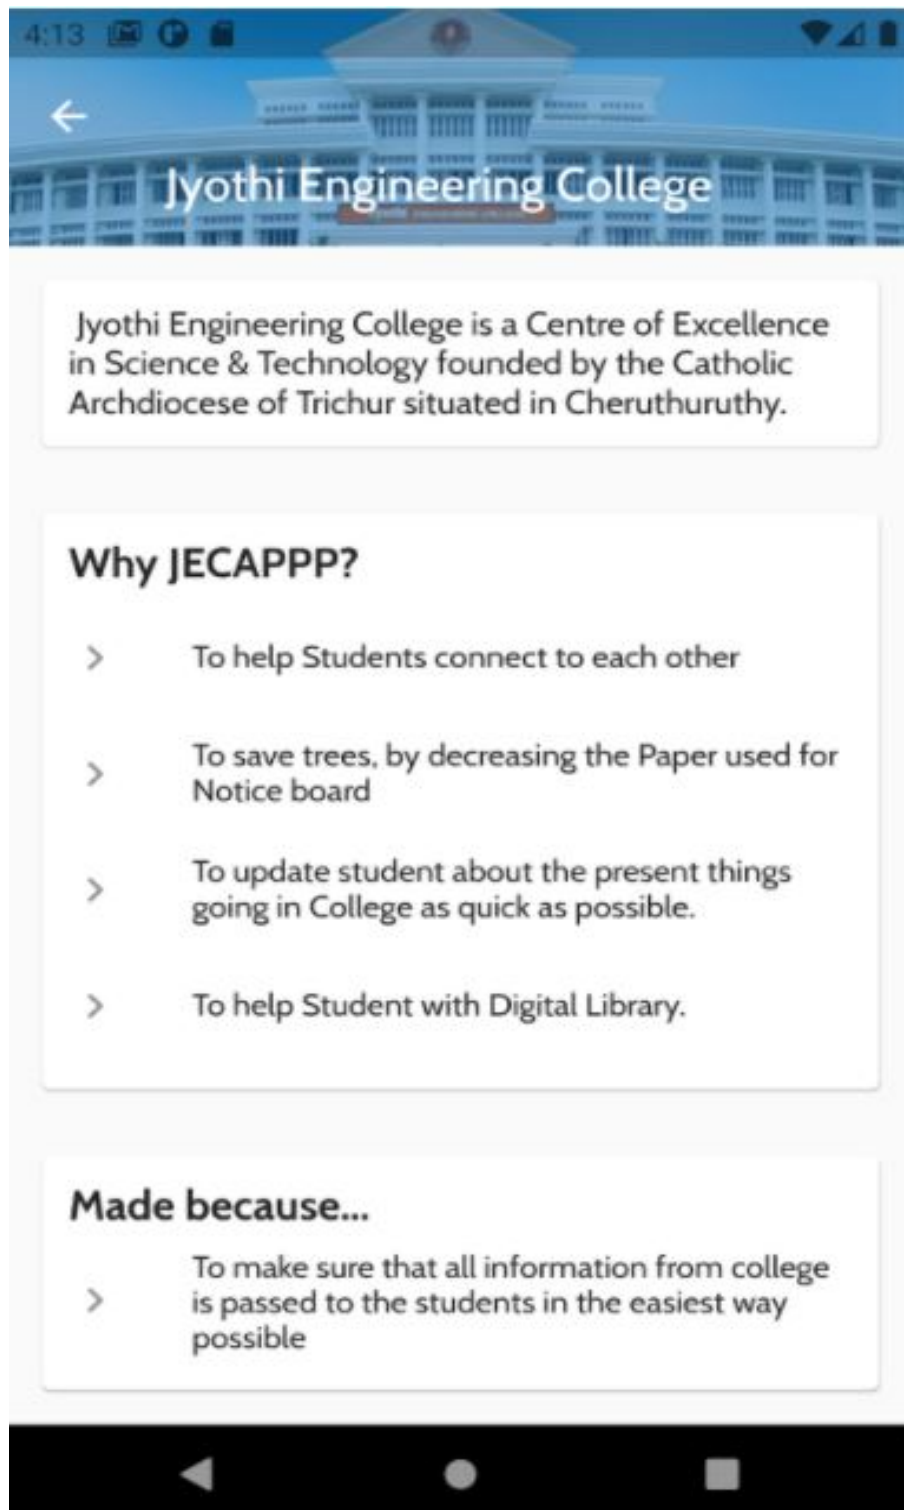 4:13
Jyothi Engineering College
Jyothi Engineering College is a Centre of Excellence
in Science & Technology founded by the Catholic
Archdiocese of Trichur situated in Cheruthuruthy.
Why JECAPPP?
To help Students connect to each other
To save trees, by decreasing the Paper used for
Notice board
To update student about the present things
going in College as quick as possible.
To help Student with Digital Library.
Made because...
To make sure that all information from college
is passed to the students in the easiest way
possible